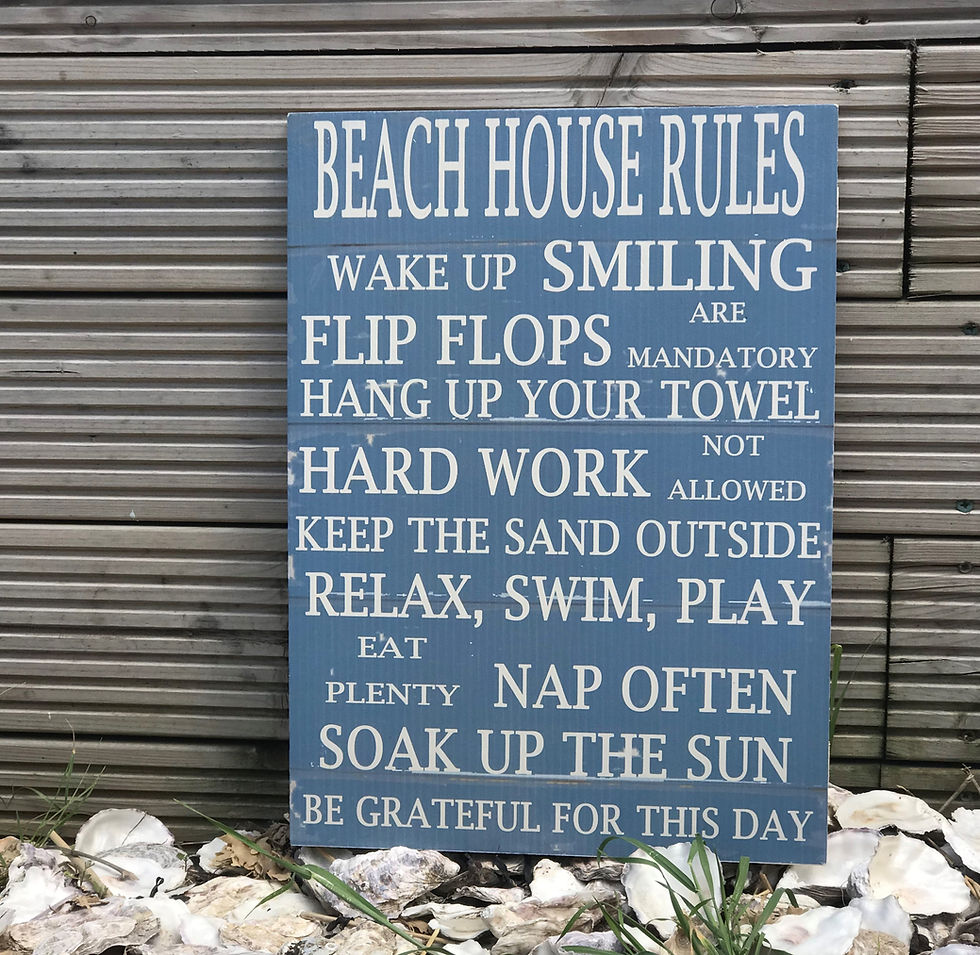 BEACH HOUSE RULES
WAKE UP SMILING
FLIP FLOPS ARE MANDATORY
HANG UP YOUR TOWEL
HARD WORK NOT ALLOWED
KEEP THE SAND OUTSIDE
RELAX, SWIM, PLAY
EAT PLENTY NAP OFTEN
SOAK UP THE SUN
BE GRATEFUL FOR THIS DAY